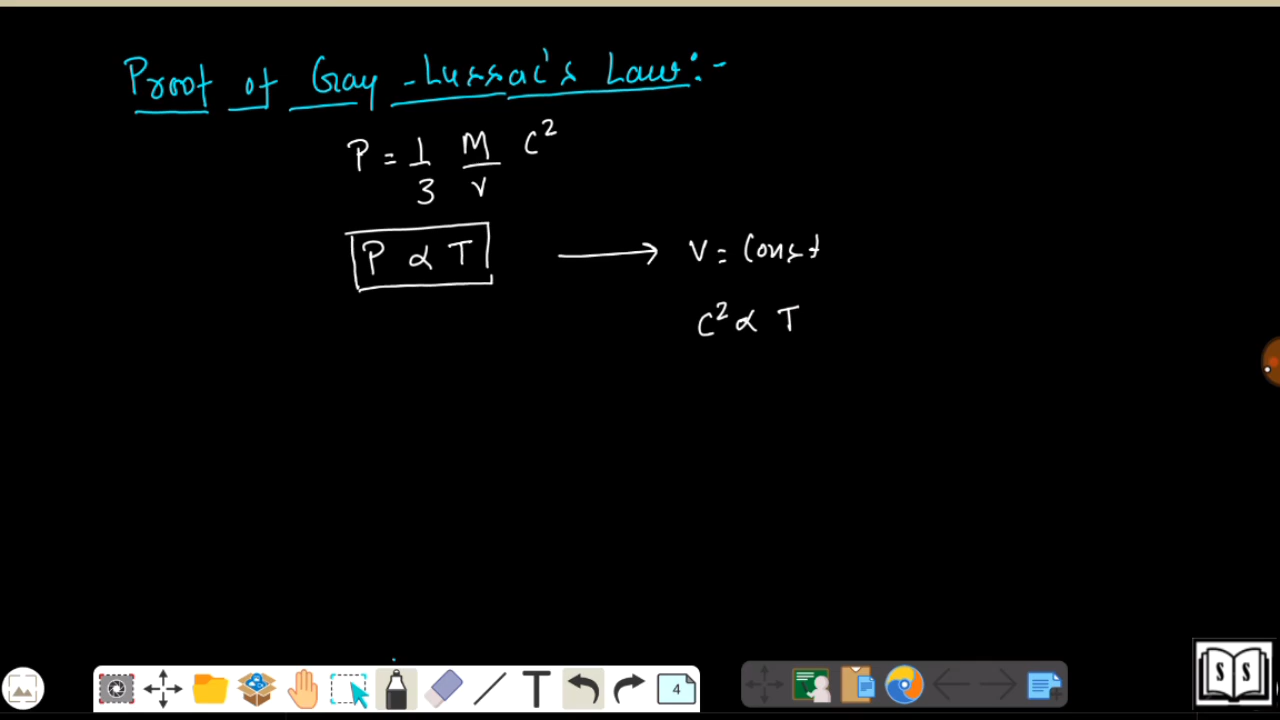 Proof of Gay-Lussac's Law:-
P = 1/3 M/V C²
P ∝ T ⟶ V = Const
C² ∝ T
4
S S